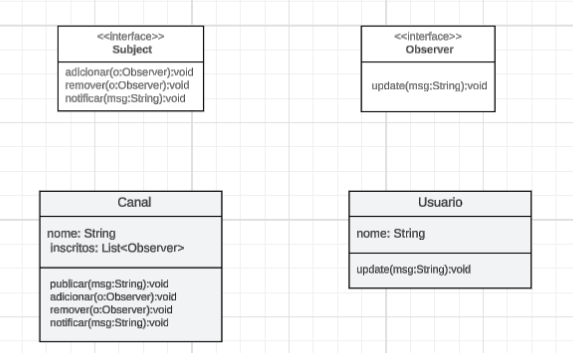 <<interface>>
Subject
adicionar(o:Observer):void
remover(o:Observer):void
notificar(msg:String):void
<<interface>>
Observer
update(msg:String):void
Canal
nome: String
inscritos: List<Observer>
publicar(msg:String):void
adicionar(o:Observer):void
remover(o:Observer):void
notificar(msg:String):void
Usuario
nome: String
update(msg:String):void